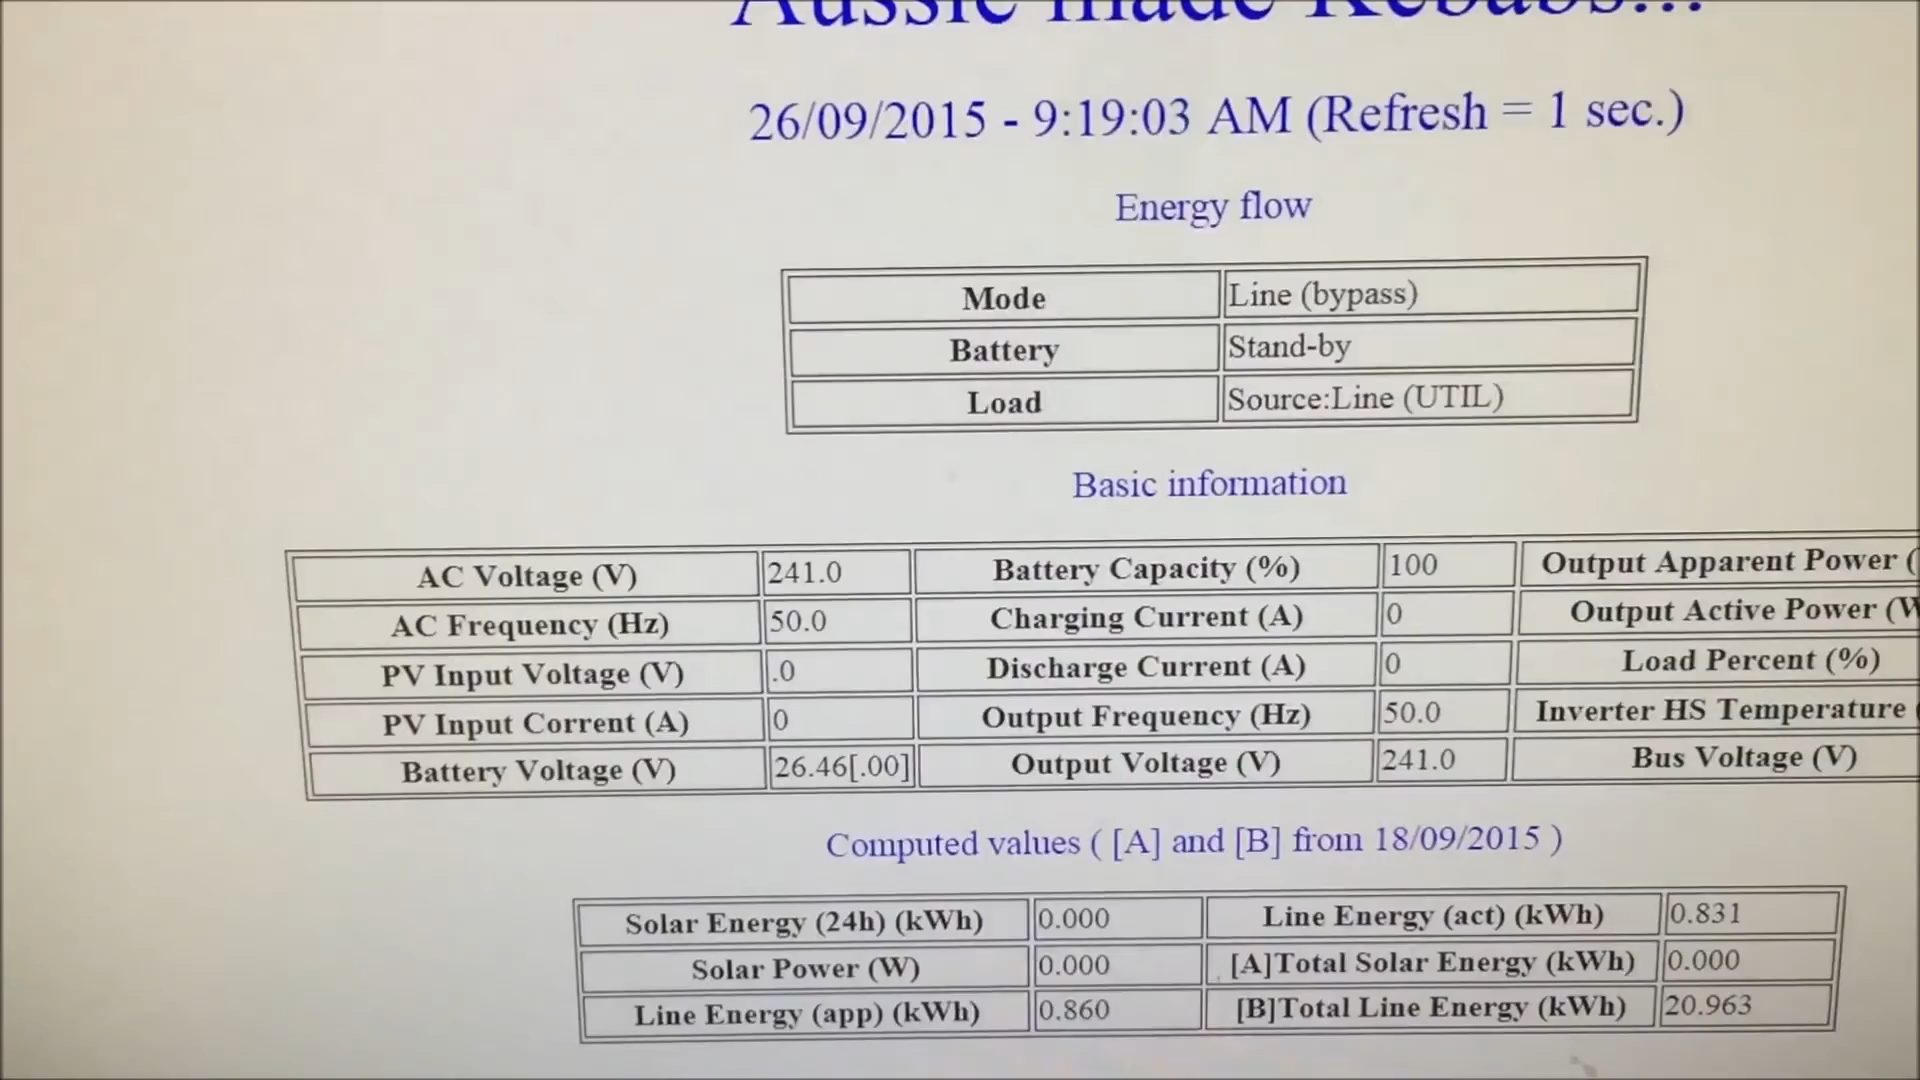 Aussie made Kebabs...
26/09/2015 - 9:19:03 AM (Refresh = 1 sec.)
Energy flow
Mode Line (bypass)
Battery Stand-by
Load Source:Line (UTIL)
Basic information
AC Voltage (V) 241.0 Battery Capacity (%) 100 Output Apparent Power (
AC Frequency (Hz) 50.0 Charging Current (A) 0 Output Active Power (W
PV Input Voltage (V) .0 Discharge Current (A) 0 Load Percent (%)
PV Input Corrent (A) 0 Output Frequency (Hz) 50.0 Inverter HS Temperature (
Battery Voltage (V) 26.46[.00] Output Voltage (V) 241.0 Bus Voltage (V)
Computed values ( [A] and [B] from 18/09/2015 )
Solar Energy (24h) (kWh) 0.000 Line Energy (act) (kWh) 0.831
Solar Power (W) 0.000 [A]Total Solar Energy (kWh) 0.000
Line Energy (app) (kWh) 0.860 [B]Total Line Energy (kWh) 20.963